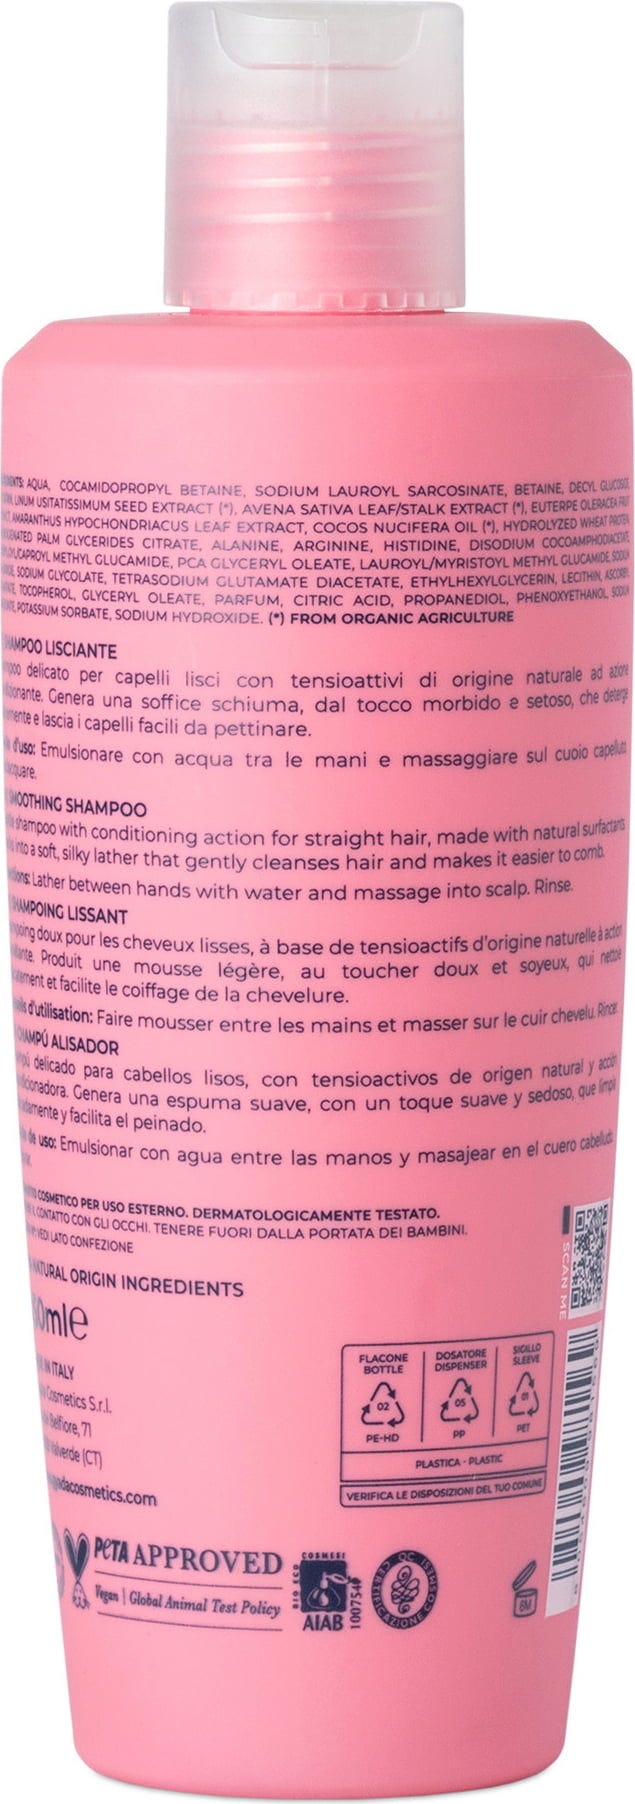 AQUA, COCAMIDOPROPYL BETAINE, SODIUM LAUROYL SARCOSINATE, BETAINE, DECYL GLUCOSIDE,
LINUM USITATISSIMUM SEED EXTRACT (*), AVENA SATIVA LEAF/STALK EXTRACT (*), EUTERPE OLERACEA FRUIT
AMARANTHUS HYPOCHONDRIACUS LEAF EXTRACT, COCOS NUCIFERA OIL (*), HYDROLYZED WHEAT PROTEIN,
PALM GLYCERIDES CITRATE, ALANINE, ARGININE, HISTIDINE, DISODIUM COCOAMPHODIACETATE,
METHYL GLUCAMIDE, PCA GLYCERYL OLEATE, LAUROYL/MYRISTOYL METHYL GLUCAMIDE, SODIUM
SODIUM GLYCOLATE, TETRASODIUM GLUTAMATE DIACETATE, ETHYLHEXYLGLYCERIN, LECITHIN, ASCORBYL
TOCOPHEROL, GLYCERYL OLEATE, PARFUM, CITRIC ACID, PROPANEDIOL, PHENOXYETHANOL, SODIUM
POTASSIUM SORBATE, SODIUM HYDROXIDE. (*) FROM ORGANIC AGRICULTURE
SHAMPOO LISCIANTE
delicato per capelli lisci con tensioattivi di origine naturale ad azione
Genera una soffice schiuma, dal tocco morbido e setoso, che deterge
e lascia i capelli facili da pettinare.
d'uso: Emulsionare con acqua tra le mani e massaggiare sul cuoio capelluto.
SMOOTHING SHAMPOO
shampoo with conditioning action for straight hair, made with natural surfactants.
into a soft, silky lather that gently cleanses hair and makes it easier to comb.
Lather between hands with water and massage into scalp. Rinse.
SHAMPOING LISSANT
doux pour les cheveux lisses, à base de tensioactifs d'origine naturelle à action
Produit une mousse légère, au toucher doux et soyeux, qui nettoie
et facilite le coiffage de la chevelure.
d'utilisation: Faire mousser entre les mains et masser sur le cuir chevelu. Rincer.
CHAMPÚ ALISADOR
delicado para cabellos lisos, con tensioactivos de origen natural y acción
Genera una espuma suave, con un toque suave y sedoso, que limpia
y facilita el peinado.
de uso: Emulsionar con agua entre las manos y masajear en el cuero cabelludo.
COSMETICO PER USO ESTERNO. DERMATOLOGICAMENTE TESTATO.
IL CONTATTO CON GLI OCCHI. TENERE FUORI DALLA PORTATA DEI BAMBINI.
VEDI LATO CONFEZIONE
NATURAL ORIGIN INGREDIENTS
SCAN ME
IN ITALY
Cosmetics S.r.l.
Belfiore, 71
Valverde (CT)
FLACONE
BOTTLE
02
PE-HD
DOSATORE
DISPENSER
05
PP
SIGILLO
SLEEVE
01
PET
PLASTICA - PLASTIC
VERIFICA LE DISPOSIZIONI DEL TUO COMUNE
PETA APPROVED
Vegan | Global Animal Test Policy
COSMESI
BIO ECO
AIAB
QC
CERTIFICAZIONE COSMESI
6M